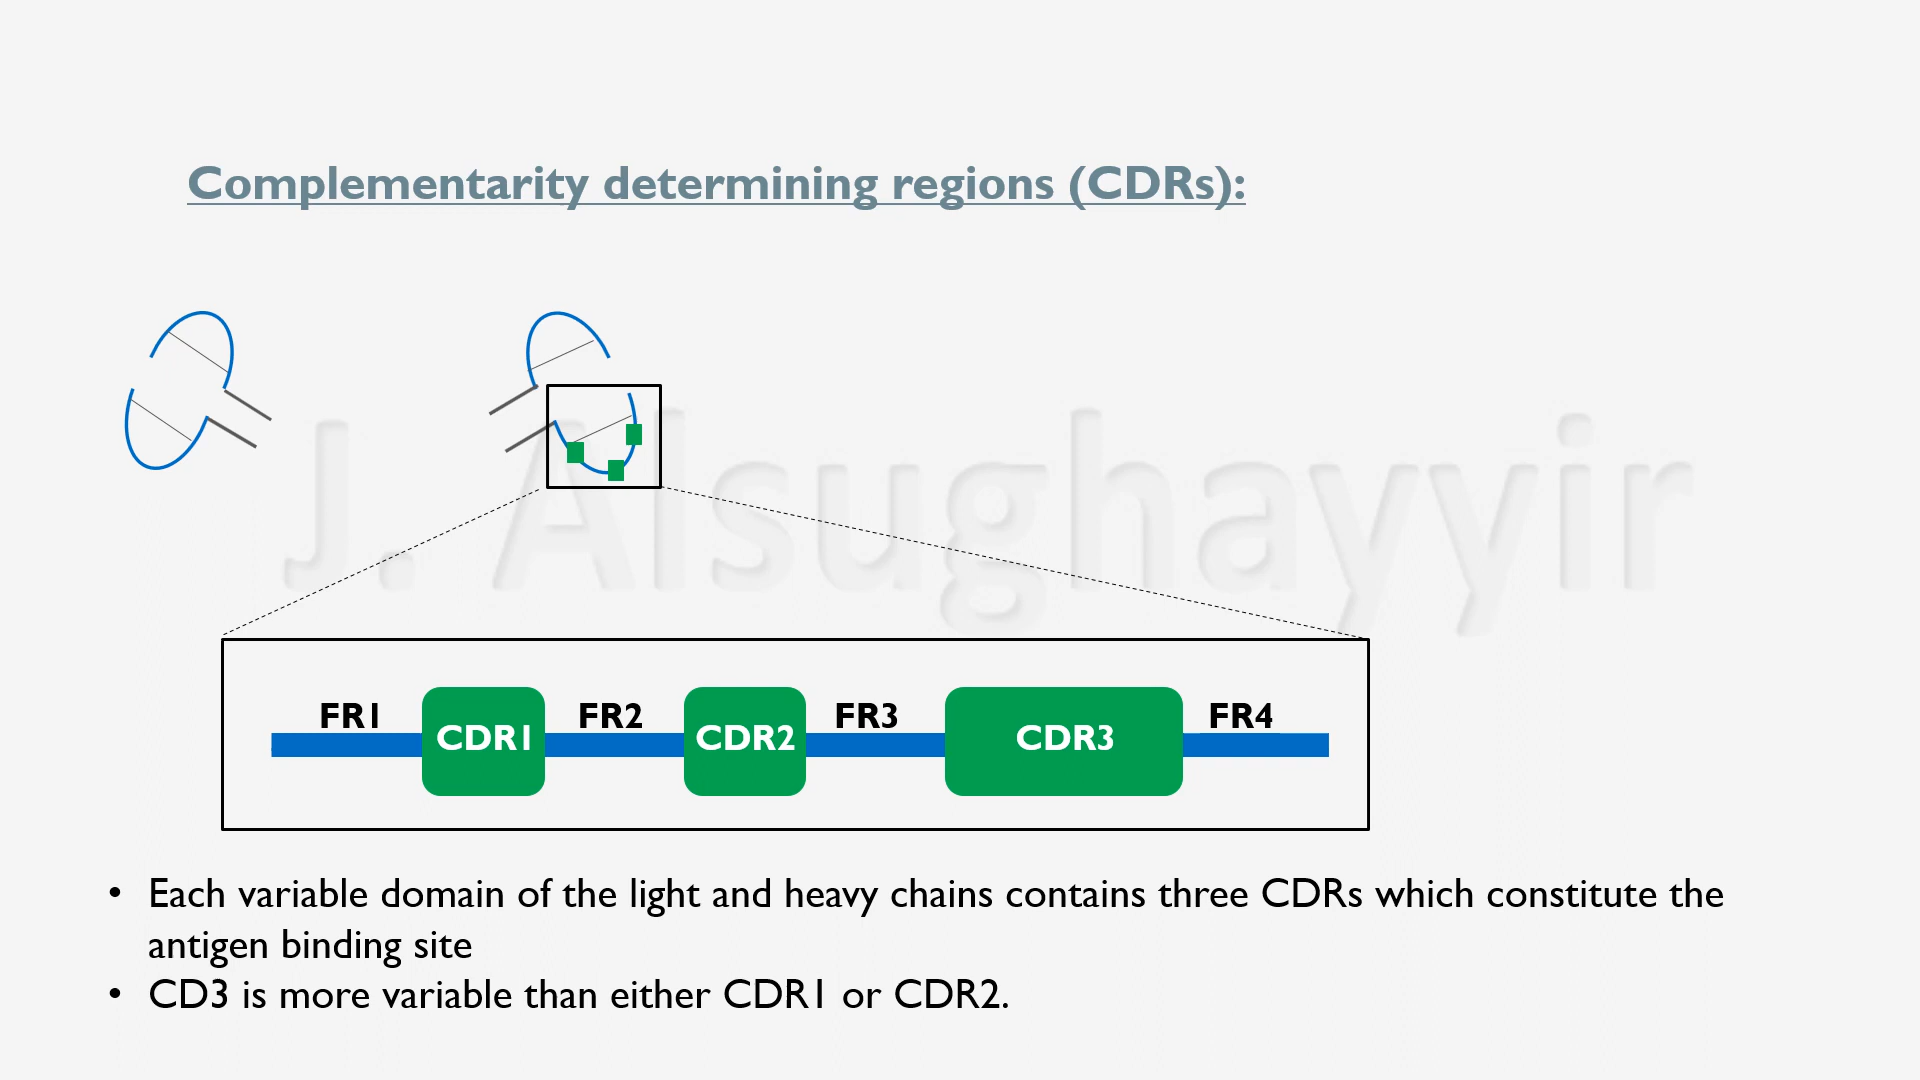 Complementarity determining regions (CDRs):
J. Alsughayyir
FR1 CDR1 FR2 CDR2 FR3 CDR3 FR4
• Each variable domain of the light and heavy chains contains three CDRs which constitute the
antigen binding site
• CD3 is more variable than either CDR1 or CDR2.